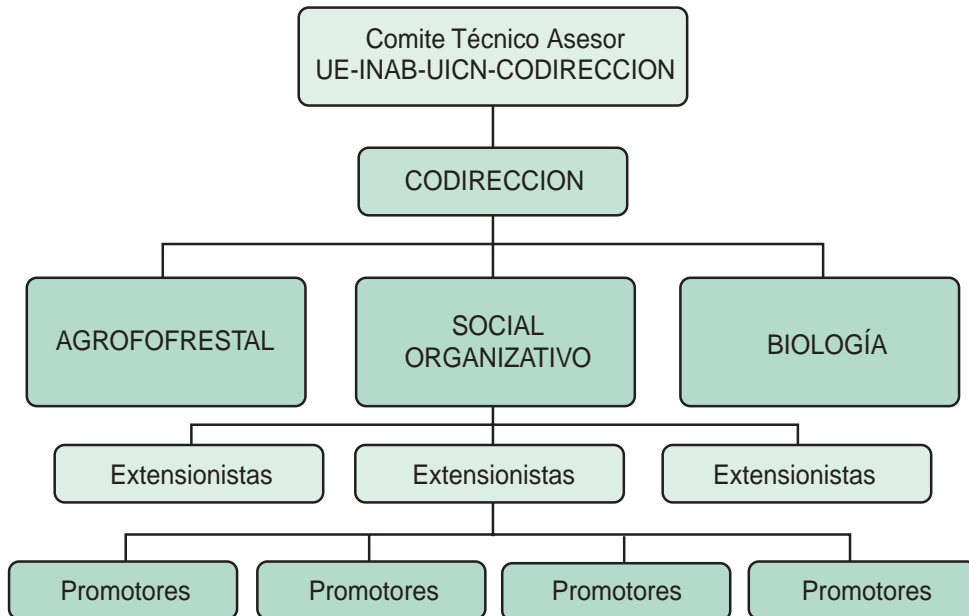 Comite Técnico Asesor
UE-INAB-UICN-CODIRECCION
CODIRECCION
AGROFOFRESTAL
SOCIAL
ORGANIZATIVO
BIOLOGÍA
Extensionistas
Extensionistas
Extensionistas
Promotores
Promotores
Promotores
Promotores